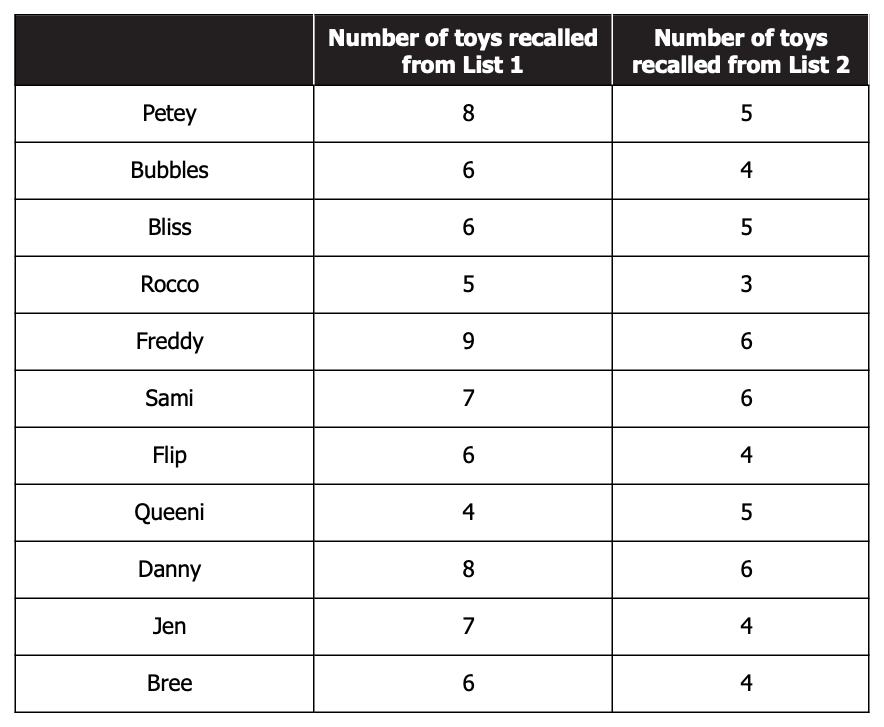 Number of toys recalled from List 1 Number of toys recalled from List 2
Petey 8 5
Bubbles 6 4
Bliss 6 5
Rocco 5 3
Freddy 9 6
Sami 7 6
Flip 6 4
Queeni 4 5
Danny 8 6
Jen 7 4
Bree 6 4